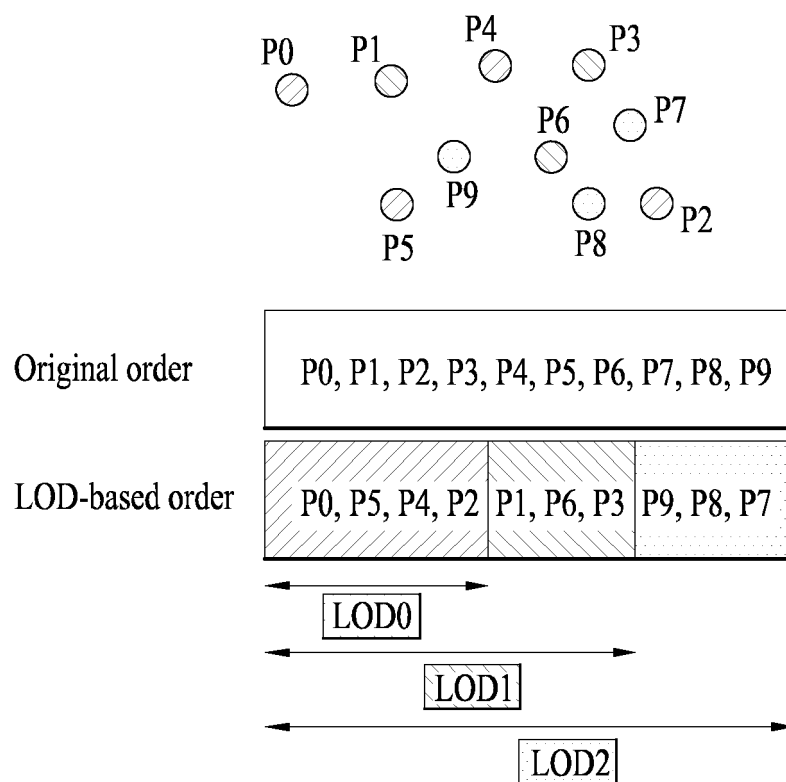 P0
P1
P4
P3
P7
P6
P9
P5
P8
P2
Original order
P0, P1, P2, P3, P4, P5, P6, P7, P8, P9
LOD-based order
P0, P5, P4, P2
P1, P6, P3
P9, P8, P7
LOD0
LOD1
LOD2